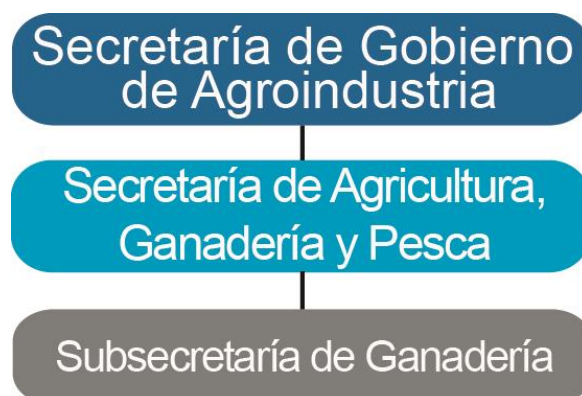 Secretaría de Gobierno
de Agroindustria
Secretaría de Agricultura,
Ganadería y Pesca
Subsecretaría de Ganadería